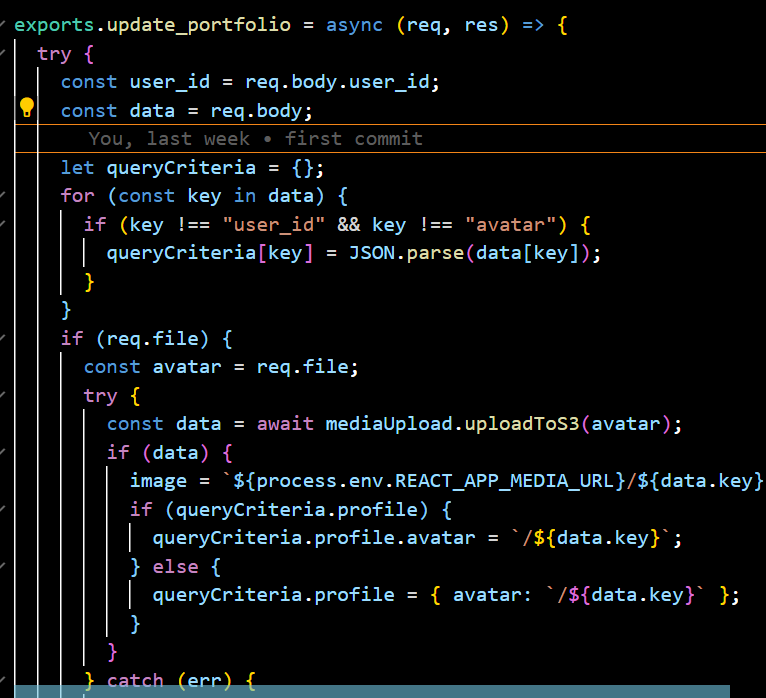 exports.update_portfolio = async (req, res) => {
try {
const user_id = req.body.user_id;
const data = req.body;
You, last week • first commit
let queryCriteria = {};
for (const key in data) {
if (key !== "user_id" && key !== "avatar") {
queryCriteria[key] = JSON.parse(data[key]);
}
}
if (req.file) {
const avatar = req.file;
try {
const data = await mediaUpload.uploadToS3(avatar);
if (data) {
image = `${process.env.REACT_APP_MEDIA_URL}/${data.key}
if (queryCriteria.profile) {
queryCriteria.profile.avatar = `/${data.key}`;
} else {
queryCriteria.profile = { avatar: `/${data.key}` };
}
}
} catch (err) {